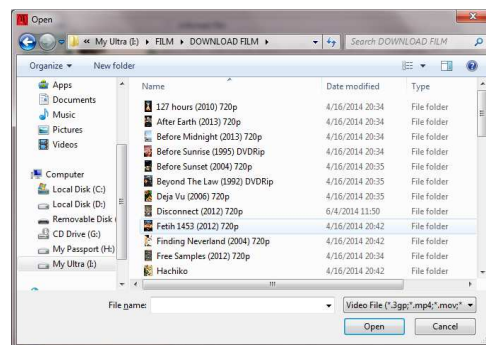 Open
« My Ultra (I:) ▸ FILM ▸ DOWNLOAD FILM ▸
Search DOWNLOAD FILM
Organize New folder
Apps
Documents
Music
Pictures
Videos
Computer
Local Disk (C:)
Local Disk (D:)
Removable Disk (
CD Drive (G:)
My Passport (H:)
My Ultra (I:)
Name Date modified Type
127 hours (2010) 720p 4/16/2014 20:34 File folder
After Earth (2013) 720p 4/16/2014 20:34 File folder
Before Midnight (2013) 720p 4/16/2014 20:34 File folder
Before Sunrise (1995) DVDRip 4/16/2014 20:34 File folder
Before Sunset (2004) 720p 4/16/2014 20:35 File folder
Beyond The Law (1992) DVDRip 4/16/2014 20:35 File folder
Deja Vu (2006) 720p 4/16/2014 20:35 File folder
Disconnect (2012) 720p 6/4/2014 11:50 File folder
Fetih 1453 (2012) 720p 4/16/2014 20:42 File folder
Finding Neverland (2004) 720p 4/16/2014 20:42 File folder
Free Samples (2012) 720p 4/16/2014 20:34 File folder
Hachiko 4/16/2014 20:42 File folder
File name: Video File (*.3gp;*.mp4;*.mov;*
Open Cancel